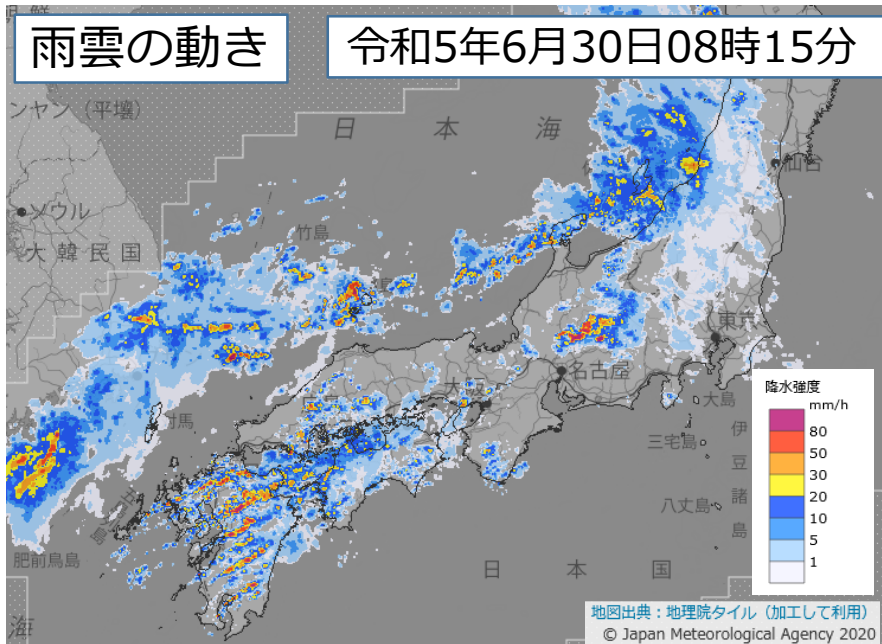 雨雲の動き
令和5年6月30日08時15分
ンヤン（平壌）
日本海
仙台
ソウル
竹島
大韓民国
東京
名古屋
大阪
対馬
大島
三宅島
伊豆諸島
八丈島
肥前鳥島
日本国
海
降水強度
mm/h
80
50
30
20
10
5
1
地図出典：地理院タイル（加工して利用）
© Japan Meteorological Agency 2020